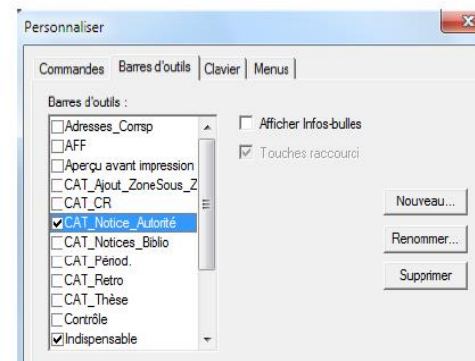 Personnaliser
Commandes Barres d'outils Clavier Menus
Barres d'outils :
Adresses_Corrsp
AFF
Aperçu avant impression
CAT_Ajout_ZoneSous_Z
CAT_CR
CAT_Notice_Autorité
CAT_Notices_Biblio
CAT_Périod.
CAT_Retro
CAT_Thèse
Contrôle
Indispensable
Afficher Infos-bulles
Touches raccourci
Nouveau...
Renommer...
Supprimer